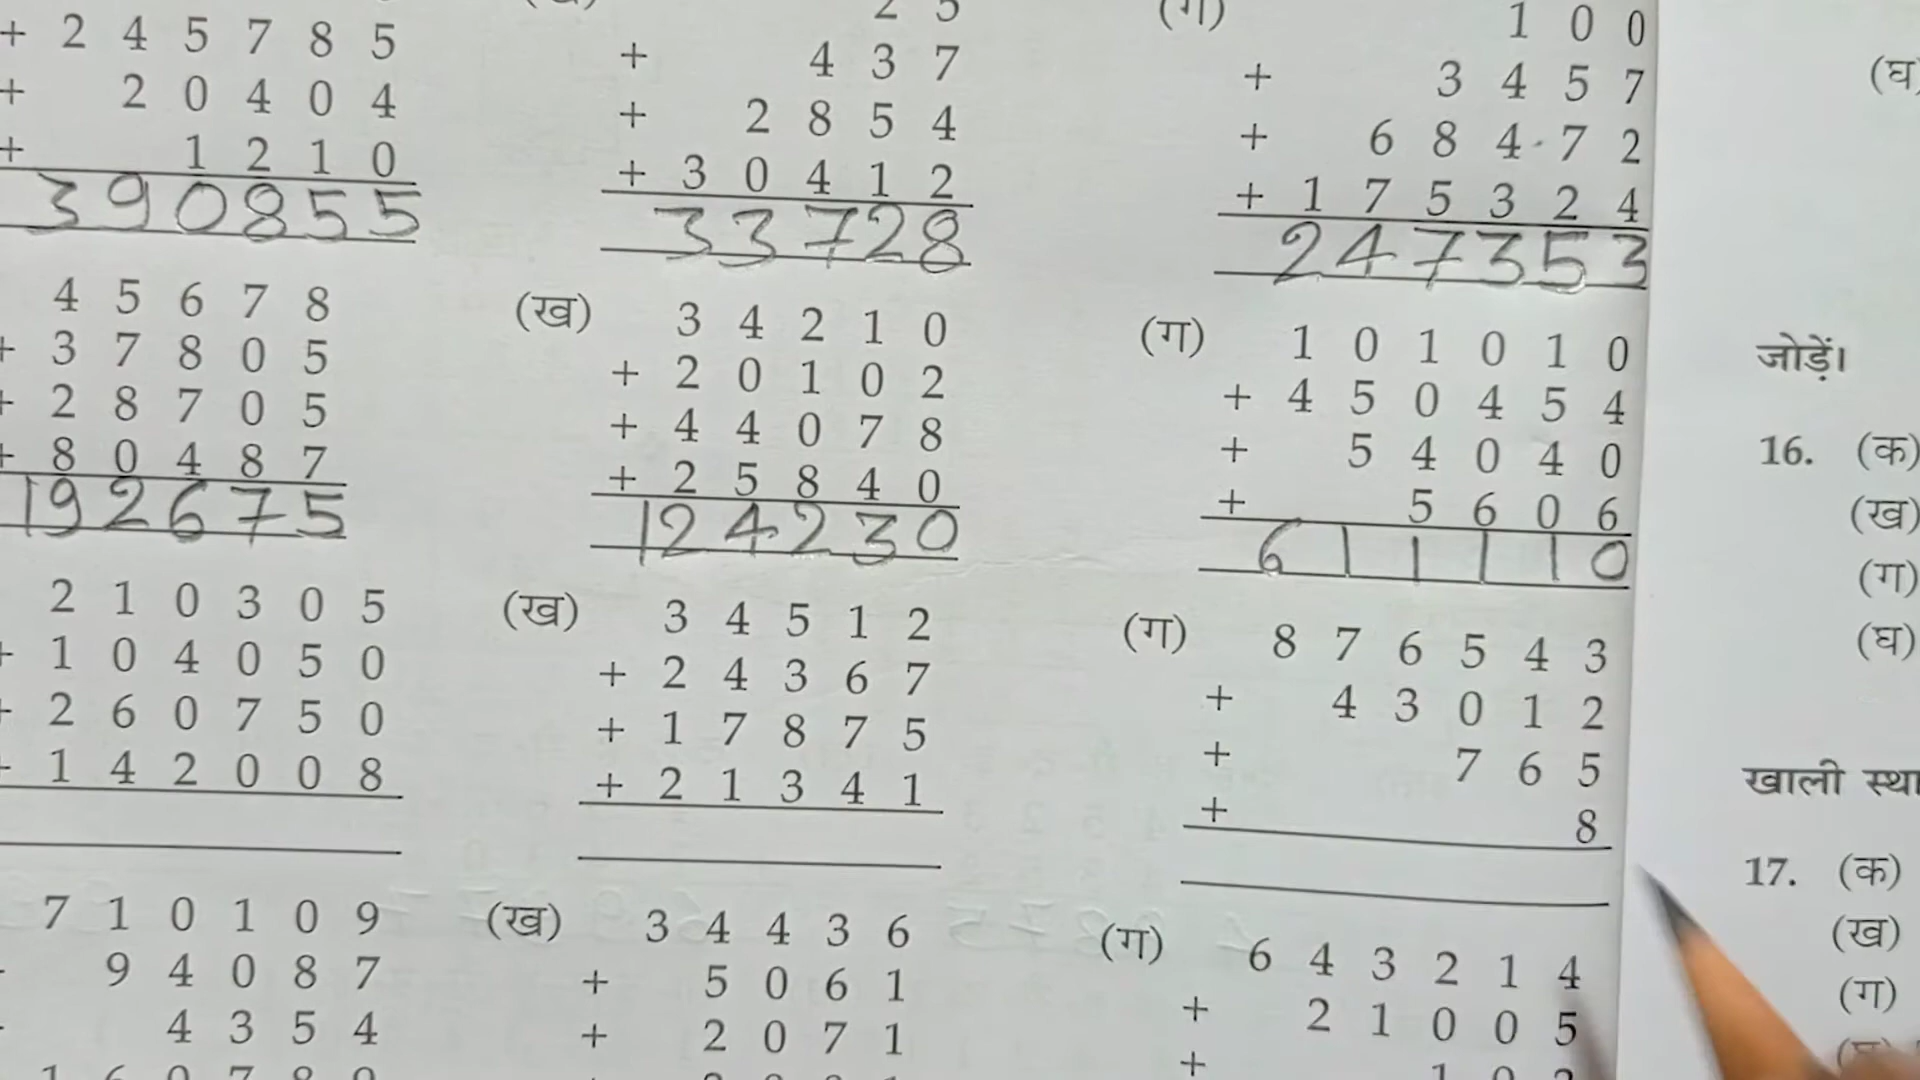 + 2 4 5 7 8 5
+ 2 0 4 0 4
+ 1 2 1 0
390855
4 5 6 7 8
+ 3 7 8 0 5
+ 2 8 7 0 5
+ 8 0 4 8 7
192675
2 1 0 3 0 5
+ 1 0 4 0 5 0
+ 2 6 0 7 5 0
+ 1 4 2 0 0 8
7 1 0 1 0 9
9 4 0 8 7
4 3 5 4
2 5
+ 4 3 7
+ 2 8 5 4
+ 3 0 4 1 2
33728
(ख) 3 4 2 1 0
+ 2 0 1 0 2
+ 4 4 0 7 8
+ 2 5 8 4 0
124230
(ख) 3 4 5 1 2
+ 2 4 3 6 7
+ 1 7 8 7 5
+ 2 1 3 4 1
(ख) 3 4 4 3 6
+ 5 0 6 1
+ 2 0 7 1
(ग) 1 0 0
+ 3 4 5 7
+ 6 8 4 7 2
+ 1 7 5 3 2 4
247353
(ग) 1 0 1 0 1 0
+ 4 5 0 4 5 4
+ 5 4 0 4 0
+ 5 6 0 6
611110
(ग) 8 7 6 5 4 3
+ 4 3 0 1 2
+ 7 6 5
+ 8
(ग) 6 4 3 2 1 4
+ 2 1 0 0 5
+
(घ)
जोड़ें।
16. (क)
(ख)
(ग)
(घ)
खाली
17. (क)
(ख)
(ग)